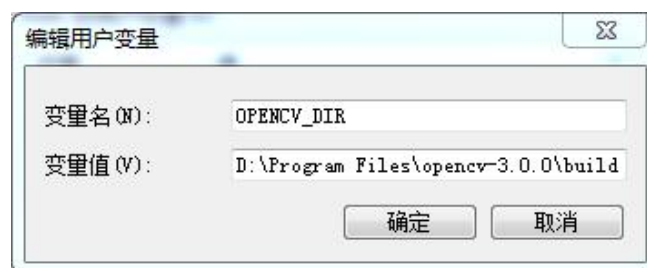 编辑用户变量
变量名(N): OPENCV_DIR
变量值(V): D:\Program Files\opencv-3.0.0\build
确定 取消